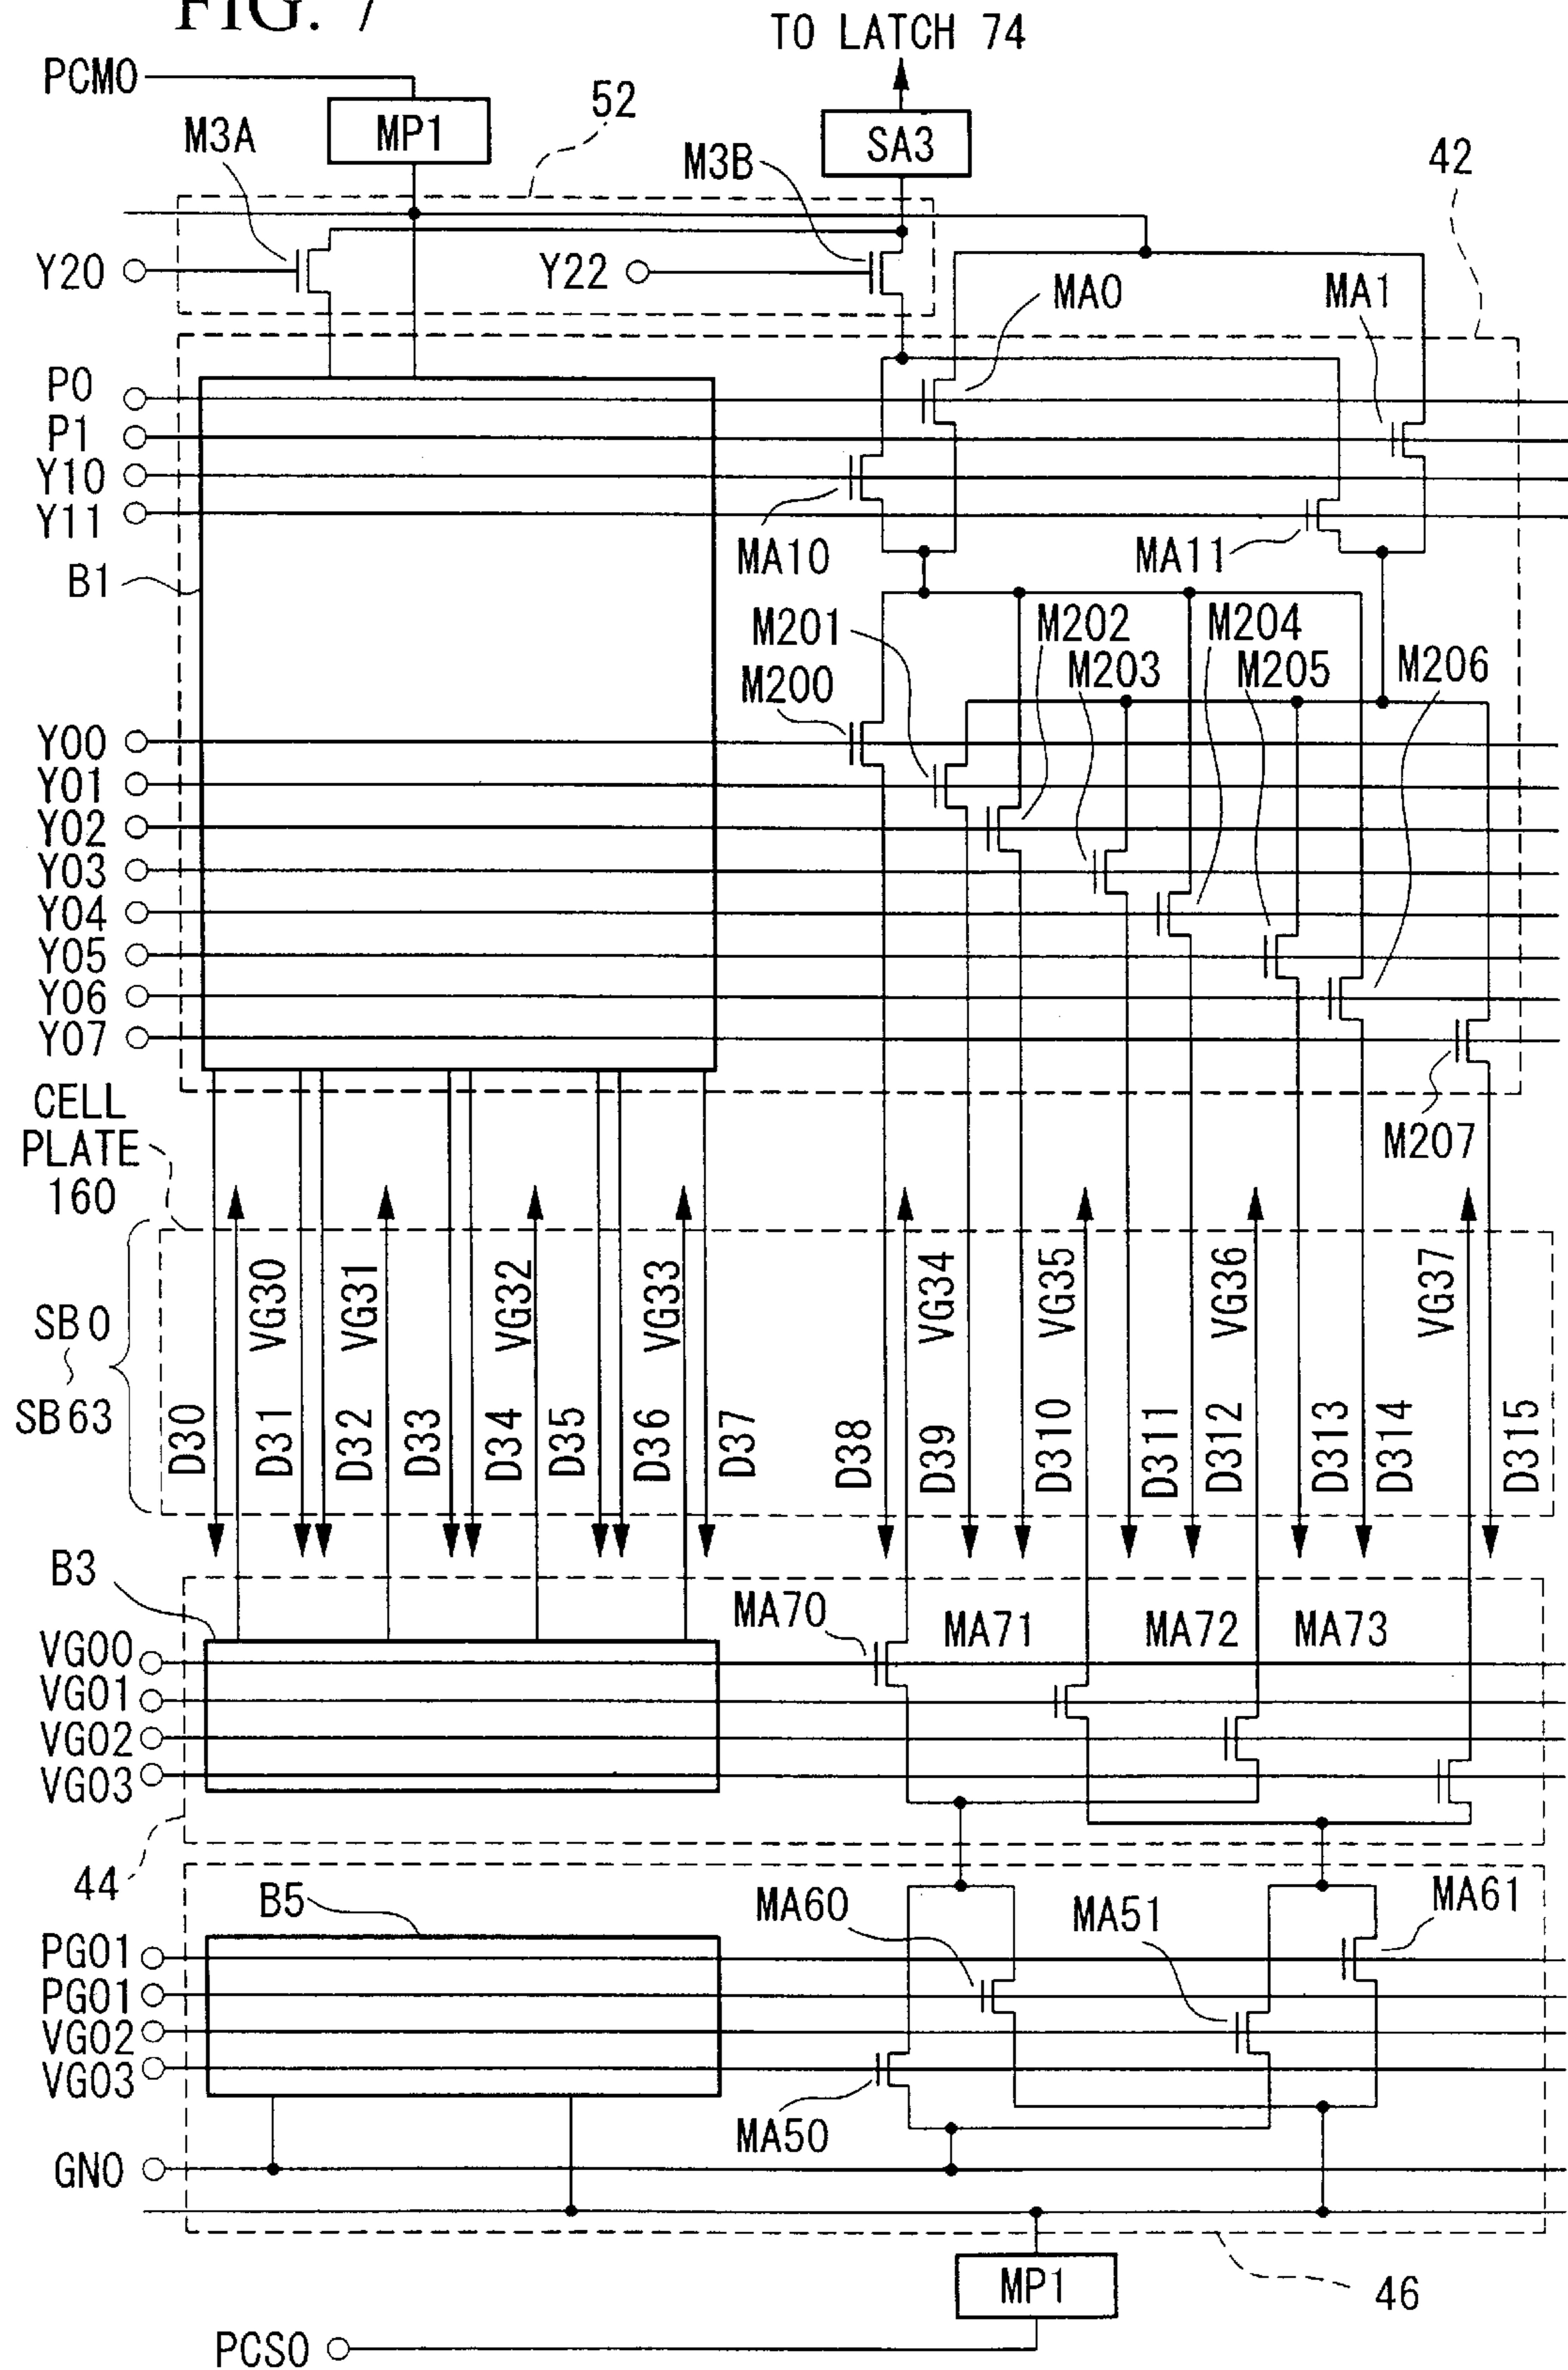 FIG. 7
TO LATCH 74
PCM0
MP1
52
M3A
M3B
SA3
42
Y20
Y22
MA0
MA1
P0
P1
Y10
Y11
MA10
MA11
B1
M201
M202
M204
M200
M203
M205
M206
Y00
Y01
Y02
Y03
Y04
Y05
Y06
Y07
M207
CELL
PLATE
160
SB0
SB63
VG30
VG31
VG32
VG33
VG34
VG35
VG36
VG37
D30
D31
D32
D33
D34
D35
D36
D37
D38
D39
D310
D311
D312
D313
D314
D315
B3
MA70
MA71
MA72
MA73
VG00
VG01
VG02
VG03
44
B5
MA60
MA51
MA61
PG01
PG01
VG02
VG03
MA50
GN0
MP1
46
PCS0